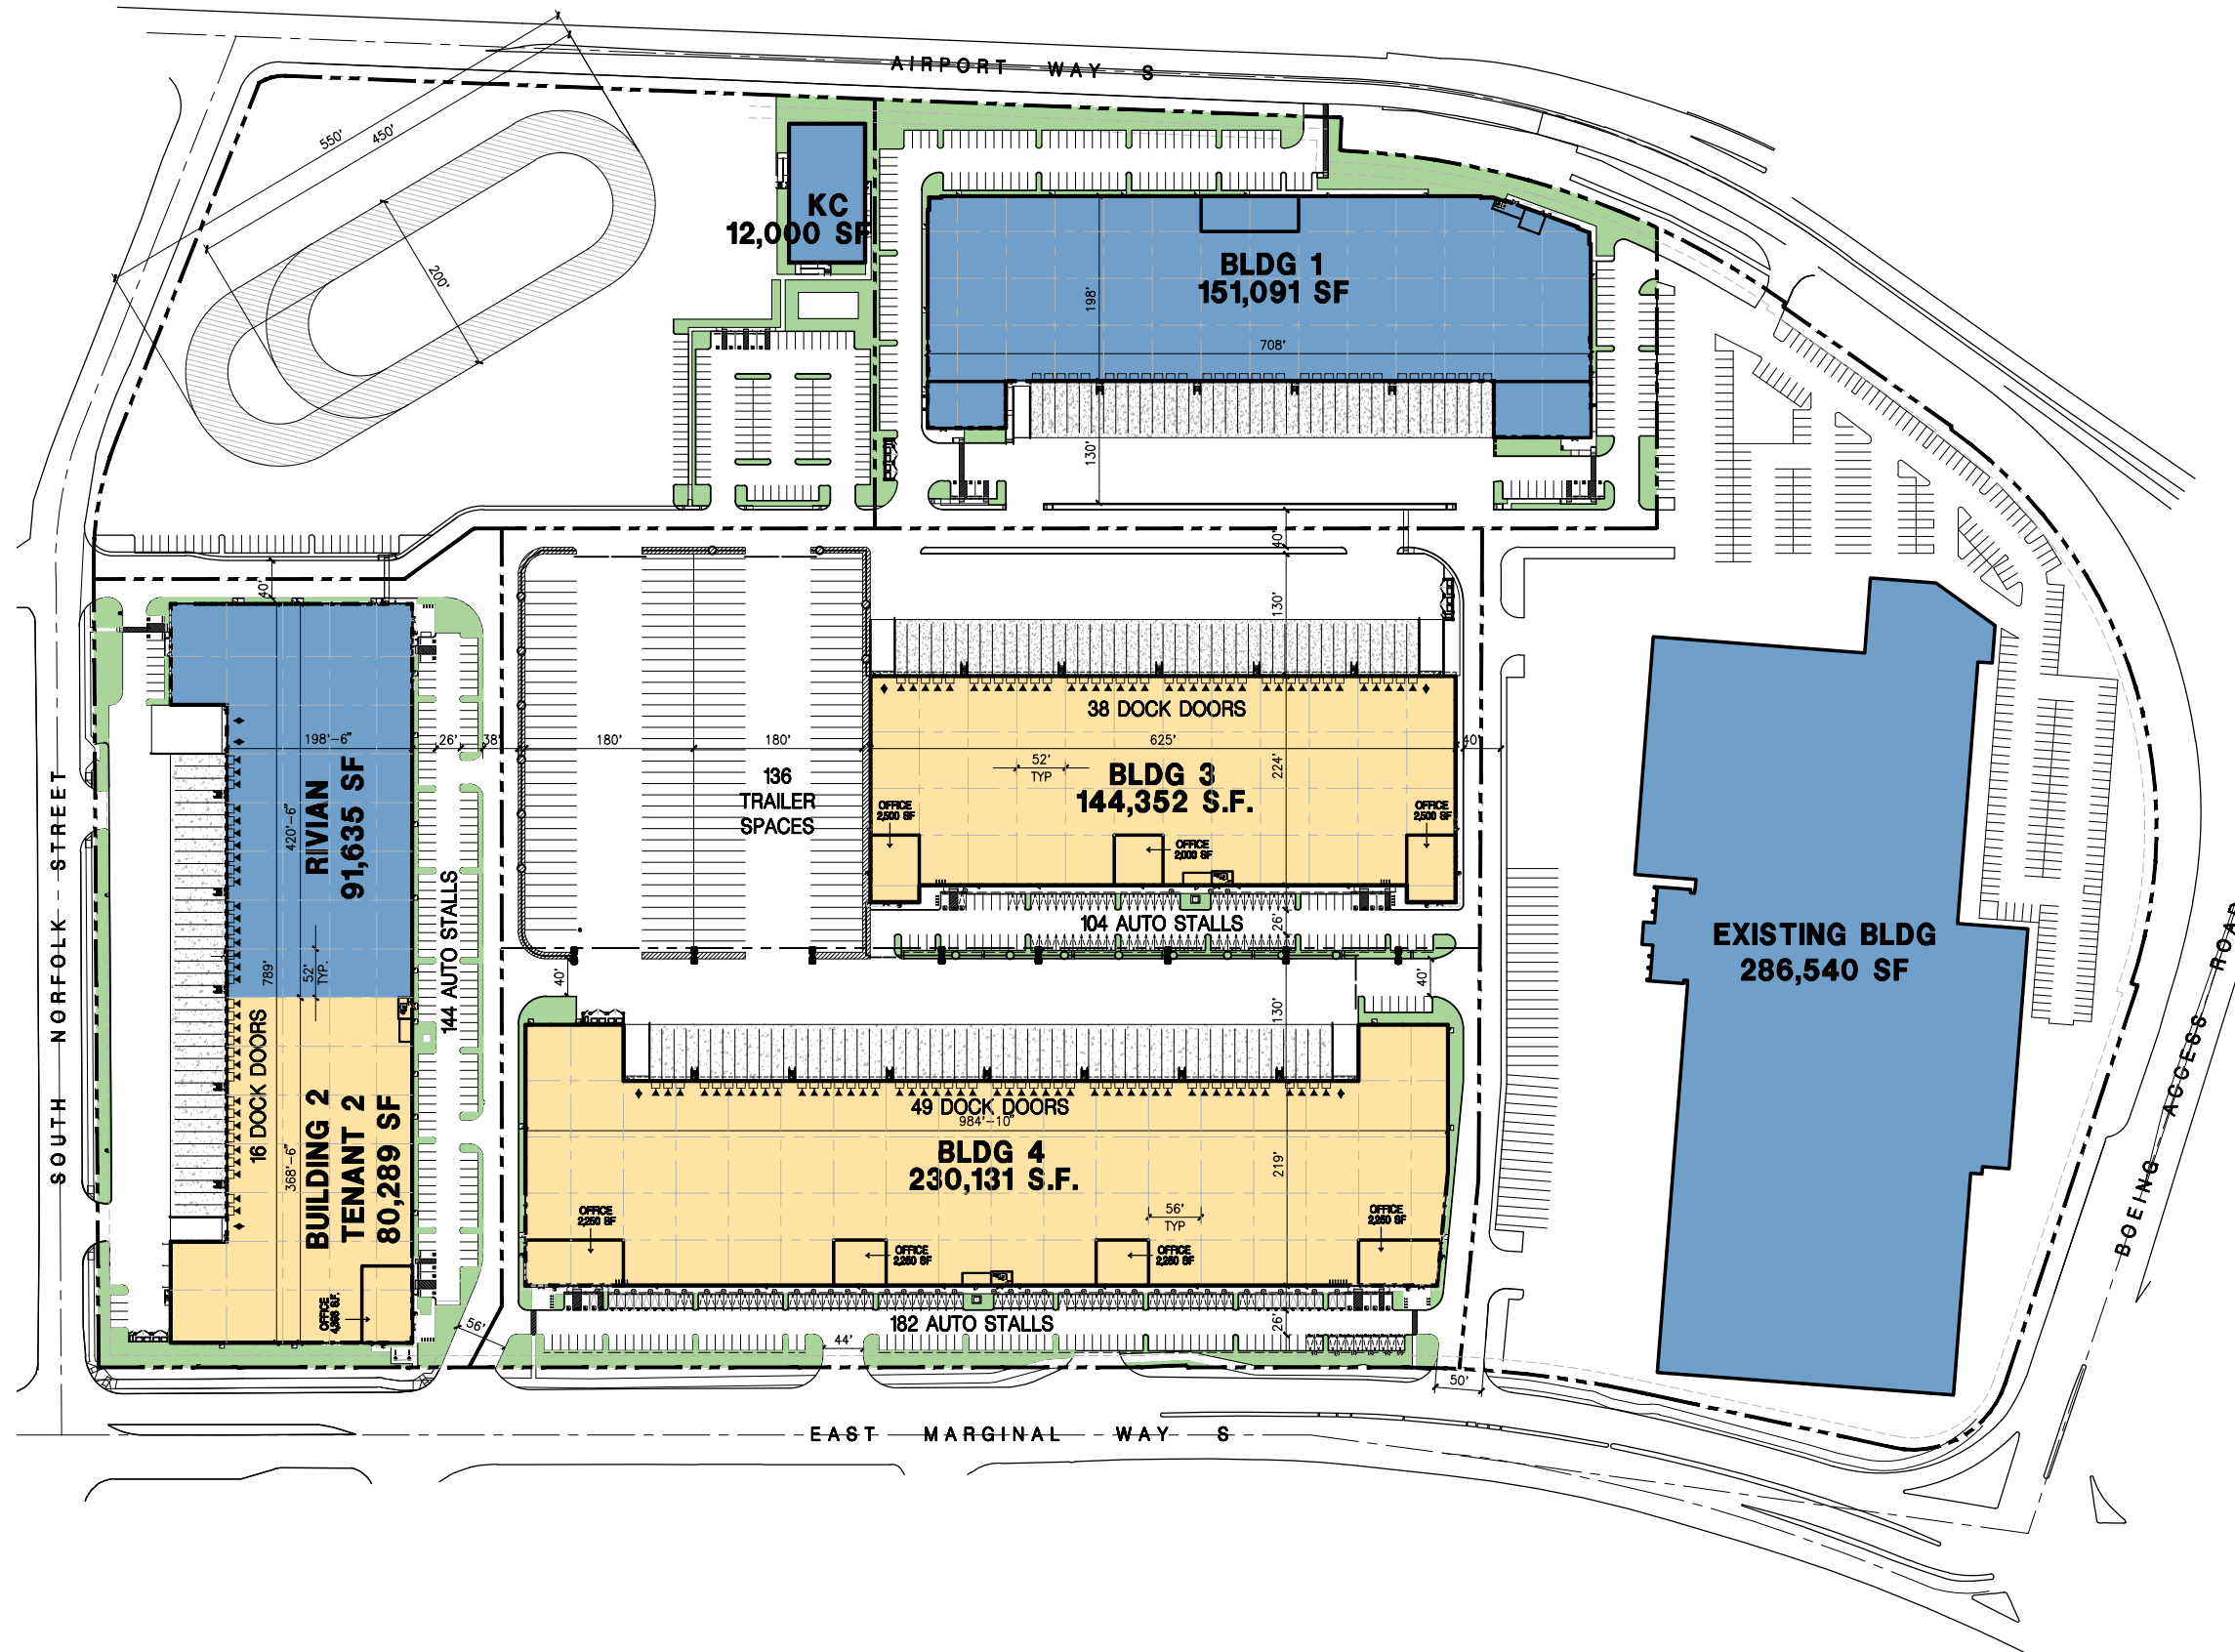 AIRPORT WAY S
550'
450'
200'
KC
12,000 SF
BLDG 1
151,091 SF
198'
708'
130'
40'
40'
130'
38 DOCK DOORS
198'-6"
26'
38'
180'
180'
625'
40'
52'
TYP
224'
BLDG 3
144,352 S.F.
136
TRAILER
SPACES
OFFICE
2,500 SF
OFFICE
2,000 SF
OFFICE
2,500 SF
104 AUTO STALLS
26'
RIVIAN
91,635 SF
420'-6"
789'
52'
TYP.
144 AUTO STALLS
SOUTH NORFOLK STREET
EXISTING BLDG
286,540 SF
BOEING ACCESS ROAD
40'
130'
40'
16 DOCK DOORS
BUILDING 2
TENANT 2
80,289 SF
368'-6"
49 DOCK DOORS
984'-10"
BLDG 4
230,131 S.F.
219'
56'
TYP
OFFICE
2,250 SF
OFFICE
2,250 SF
OFFICE
2,250 SF
OFFICE
2,250 SF
OFFICE
56'
182 AUTO STALLS
44'
26'
50'
EAST MARGINAL WAY S